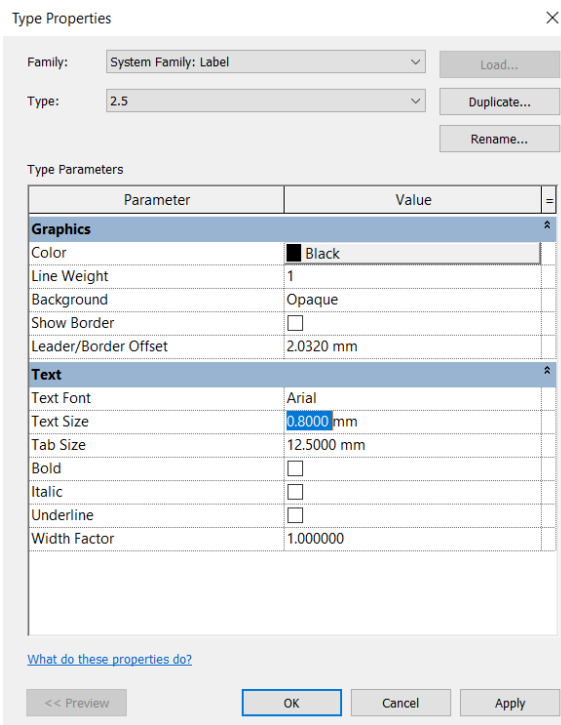 Type Properties
Family: System Family: Label Load...
Type: 2.5 Duplicate...
Rename...
Type Parameters
Parameter Value =
Graphics
Color Black
Line Weight 1
Background Opaque
Show Border
Leader/Border Offset 2.0320 mm
Text
Text Font Arial
Text Size 0.8000 mm
Tab Size 12.5000 mm
Bold
Italic
Underline
Width Factor 1.000000
What do these properties do?
<< Preview OK Cancel Apply